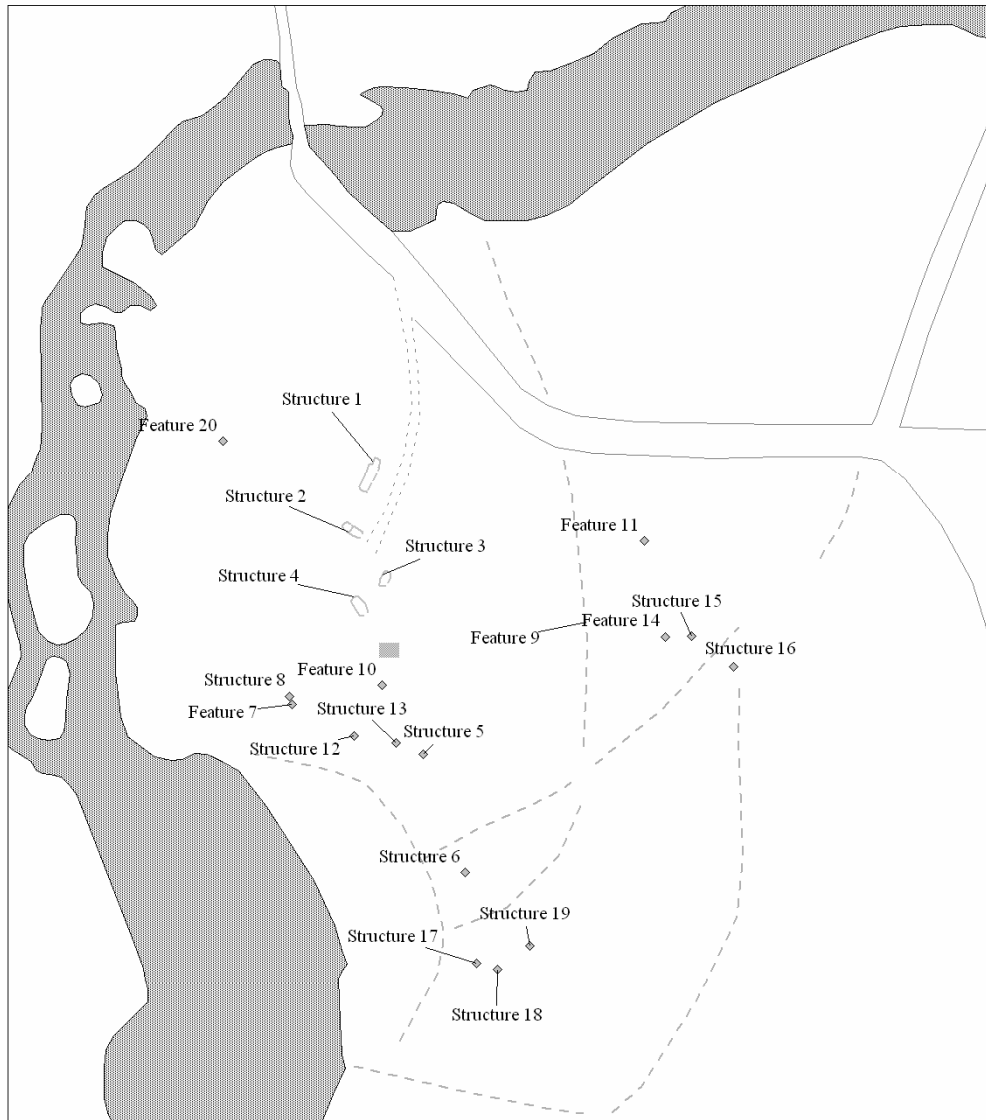 Structure 1
Feature 20
Structure 2
Feature 11
Structure 3
Structure 4
Structure 15
Feature 14
Feature 9
Structure 16
Feature 10
Structure 8
Structure 13
Feature 7
Structure 5
Structure 12
Structure 6
Structure 19
Structure 17
Structure 18